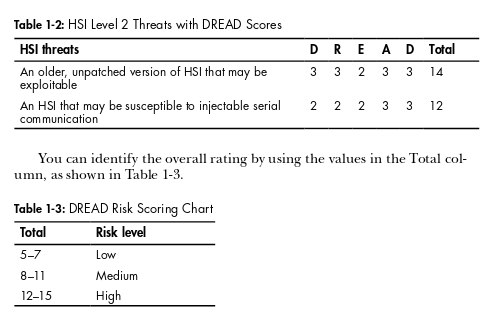 Table 1-2: HSI Level 2 Threats with DREAD Scores
HSI threats D R E A D Total
An older, unpatched version of HSI that may be
exploitable 3 3 2 3 3 14
An HSI that may be susceptible to injectable serial
communication 2 2 2 3 3 12
You can identify the overall rating by using the values in the Total col-
umn, as shown in Table 1-3.
Table 1-3: DREAD Risk Scoring Chart
Total Risk level
5–7 Low
8–11 Medium
12–15 High